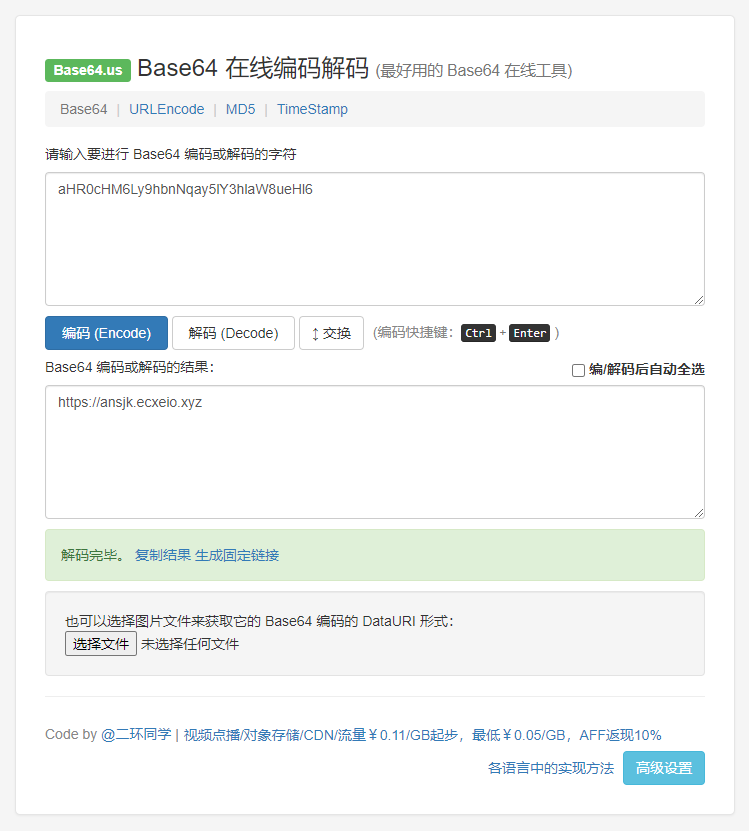 Base64.us Base64 在线编码解码 (最好用的 Base64 在线工具)
Base64 | URLEncode | MD5 | TimeStamp
请输入要进行 Base64 编码或解码的字符
aHR0cHM6Ly9hbnNqay5lY3hlaW8ueHl6
编码 (Encode) 解码 (Decode) ↕ 交换 (编码快捷键: Ctrl + Enter )
Base64 编码或解码的结果: 编/解码后自动全选
https://ansjk.ecxeio.xyz
解码完毕。 复制结果 生成固定链接
也可以选择图片文件来获取它的 Base64 编码的 DataURI 形式:
选择文件 未选择任何文件
Code by @二环同学 | 视频点播/对象存储/CDN/流量￥0.11/GB起步，最低￥0.05/GB，AFF返现10%
各语言中的实现方法 高级设置